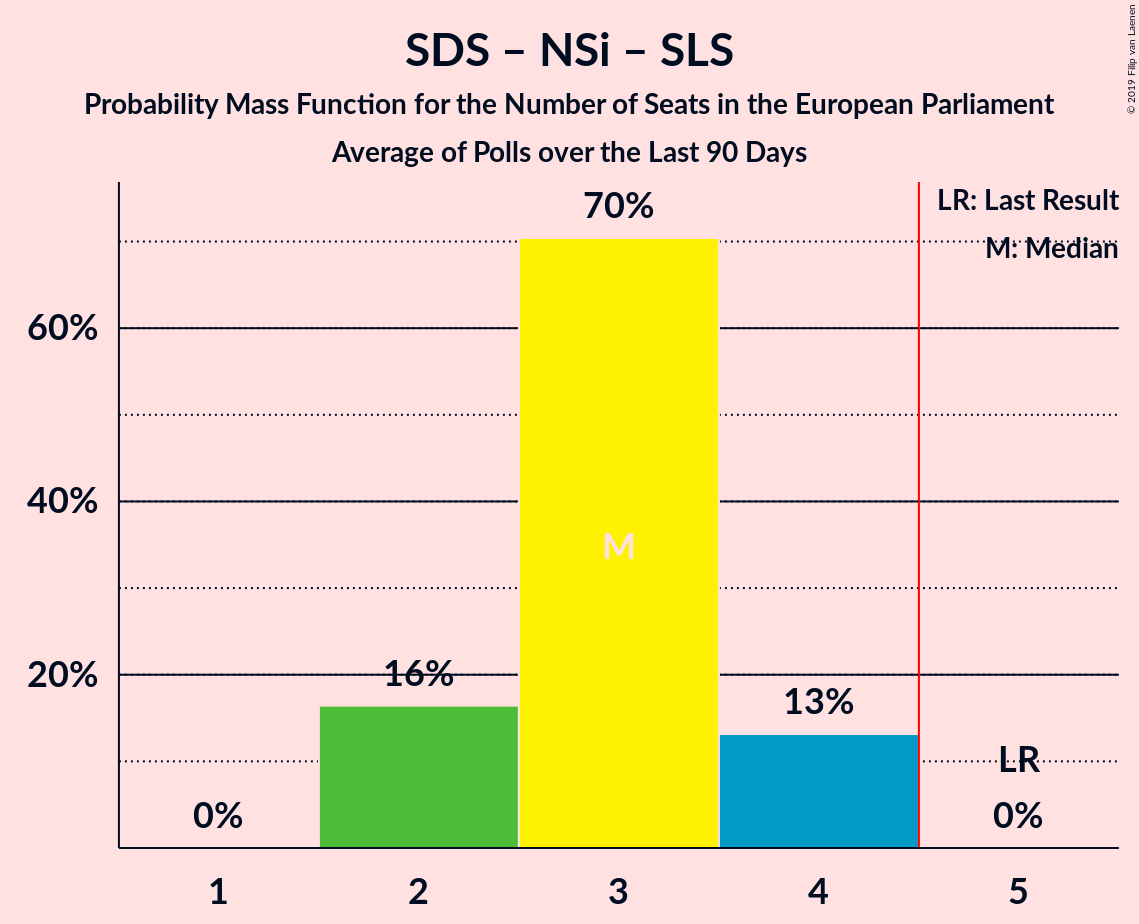 SDS – NSi – SLS
Probability Mass Function for the Number of Seats in the European Parliament
Average of Polls over the Last 90 Days
© 2019 Filip van Laenen
LR: Last Result
M: Median
70%
60%
40%
20%
M
16%
13%
LR
0%
0%
1 2 3 4 5